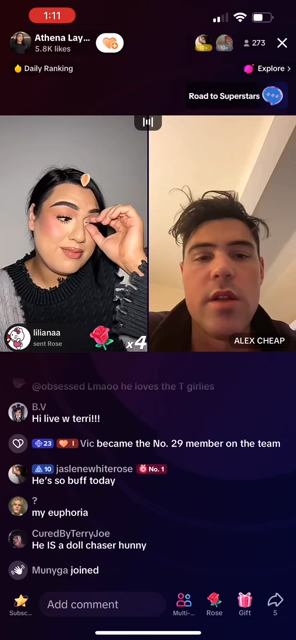 1:11
Athena Lay...
5.8K likes
273
Daily Ranking
Explore >
Road to Superstars
lilianaa
sent Rose
x4
ALEX CHEAP
@obsessed Lmaoo he loves the T girlies
B.V
Hi live w terri!!!
23 I Vic became the No. 29 member on the team
10 jaslenewhiterose No. 1
He's so buff today
?
my euphoria
CuredByTerryJoe
He IS a doll chaser hunny
Munyga joined
Subsc...
Add comment
Multi-...
Rose
Gift
5